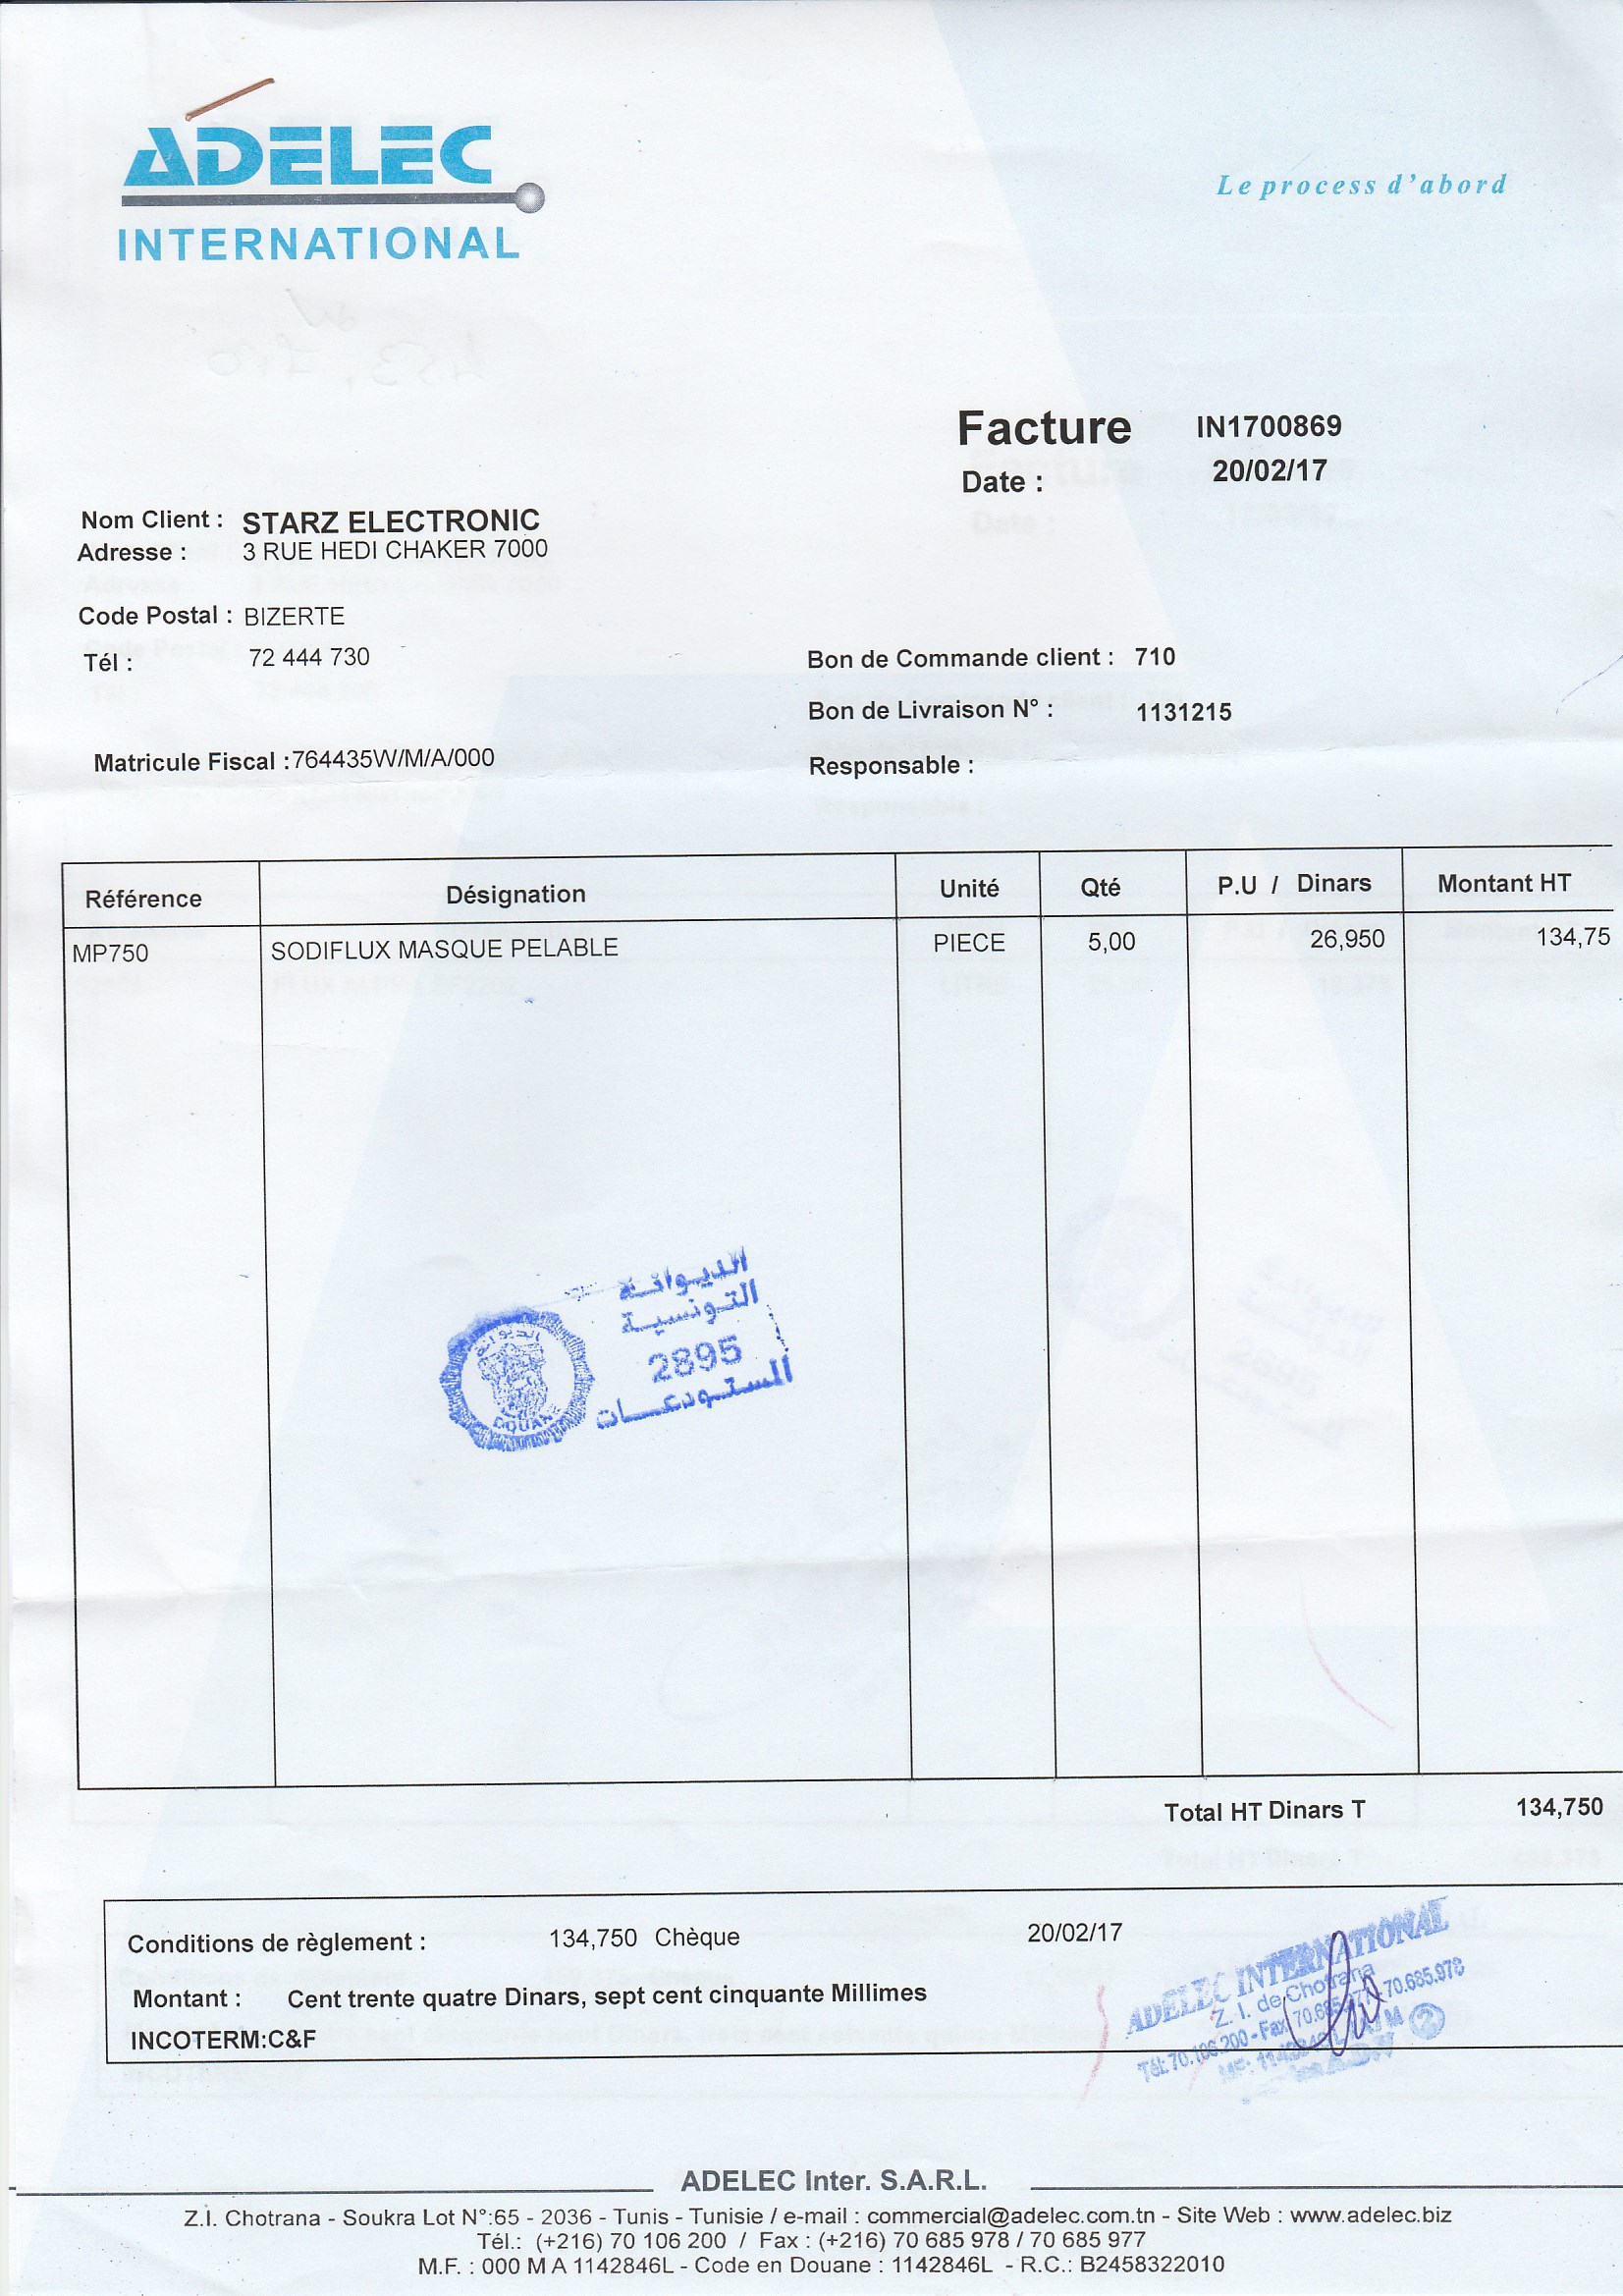 ADELEC
INTERNATIONAL
Le process d'abord
Facture IN1700869
Date : 20/02/17
Nom Client : STARZ ELECTRONIC
Adresse : 3 RUE HEDI CHAKER 7000
Code Postal : BIZERTE
Tél : 72 444 730
Bon de Commande client : 710
Bon de Livraison N° : 1131215
Matricule Fiscal :764435W/M/A/000
Responsable :
Référence Désignation Unité Qté P.U / Dinars Montant HT
MP750 SODIFLUX MASQUE PELABLE PIECE 5,00 26,950 134,75
الديوانة
التونسية
2895
المستودعات
الديوانة
DOUANE
Total HT Dinars T 134,750
Conditions de règlement : 134,750 Chèque 20/02/17
Montant : Cent trente quatre Dinars, sept cent cinquante Millimes
INCOTERM:C&F
ADELEC INTERNATIONAL
Z. I. de Chotrana
Tél: 70.106.200 - Fax 70.685.977 / 70.685.978
ADELEC Inter. S.A.R.L.
Z.I. Chotrana - Soukra Lot N°:65 - 2036 - Tunis - Tunisie / e-mail : commercial@adelec.com.tn - Site Web : www.adelec.biz
Tél.: (+216) 70 106 200 / Fax : (+216) 70 685 978 / 70 685 977
M.F. : 000 M A 1142846L - Code en Douane : 1142846L - R.C.: B2458322010